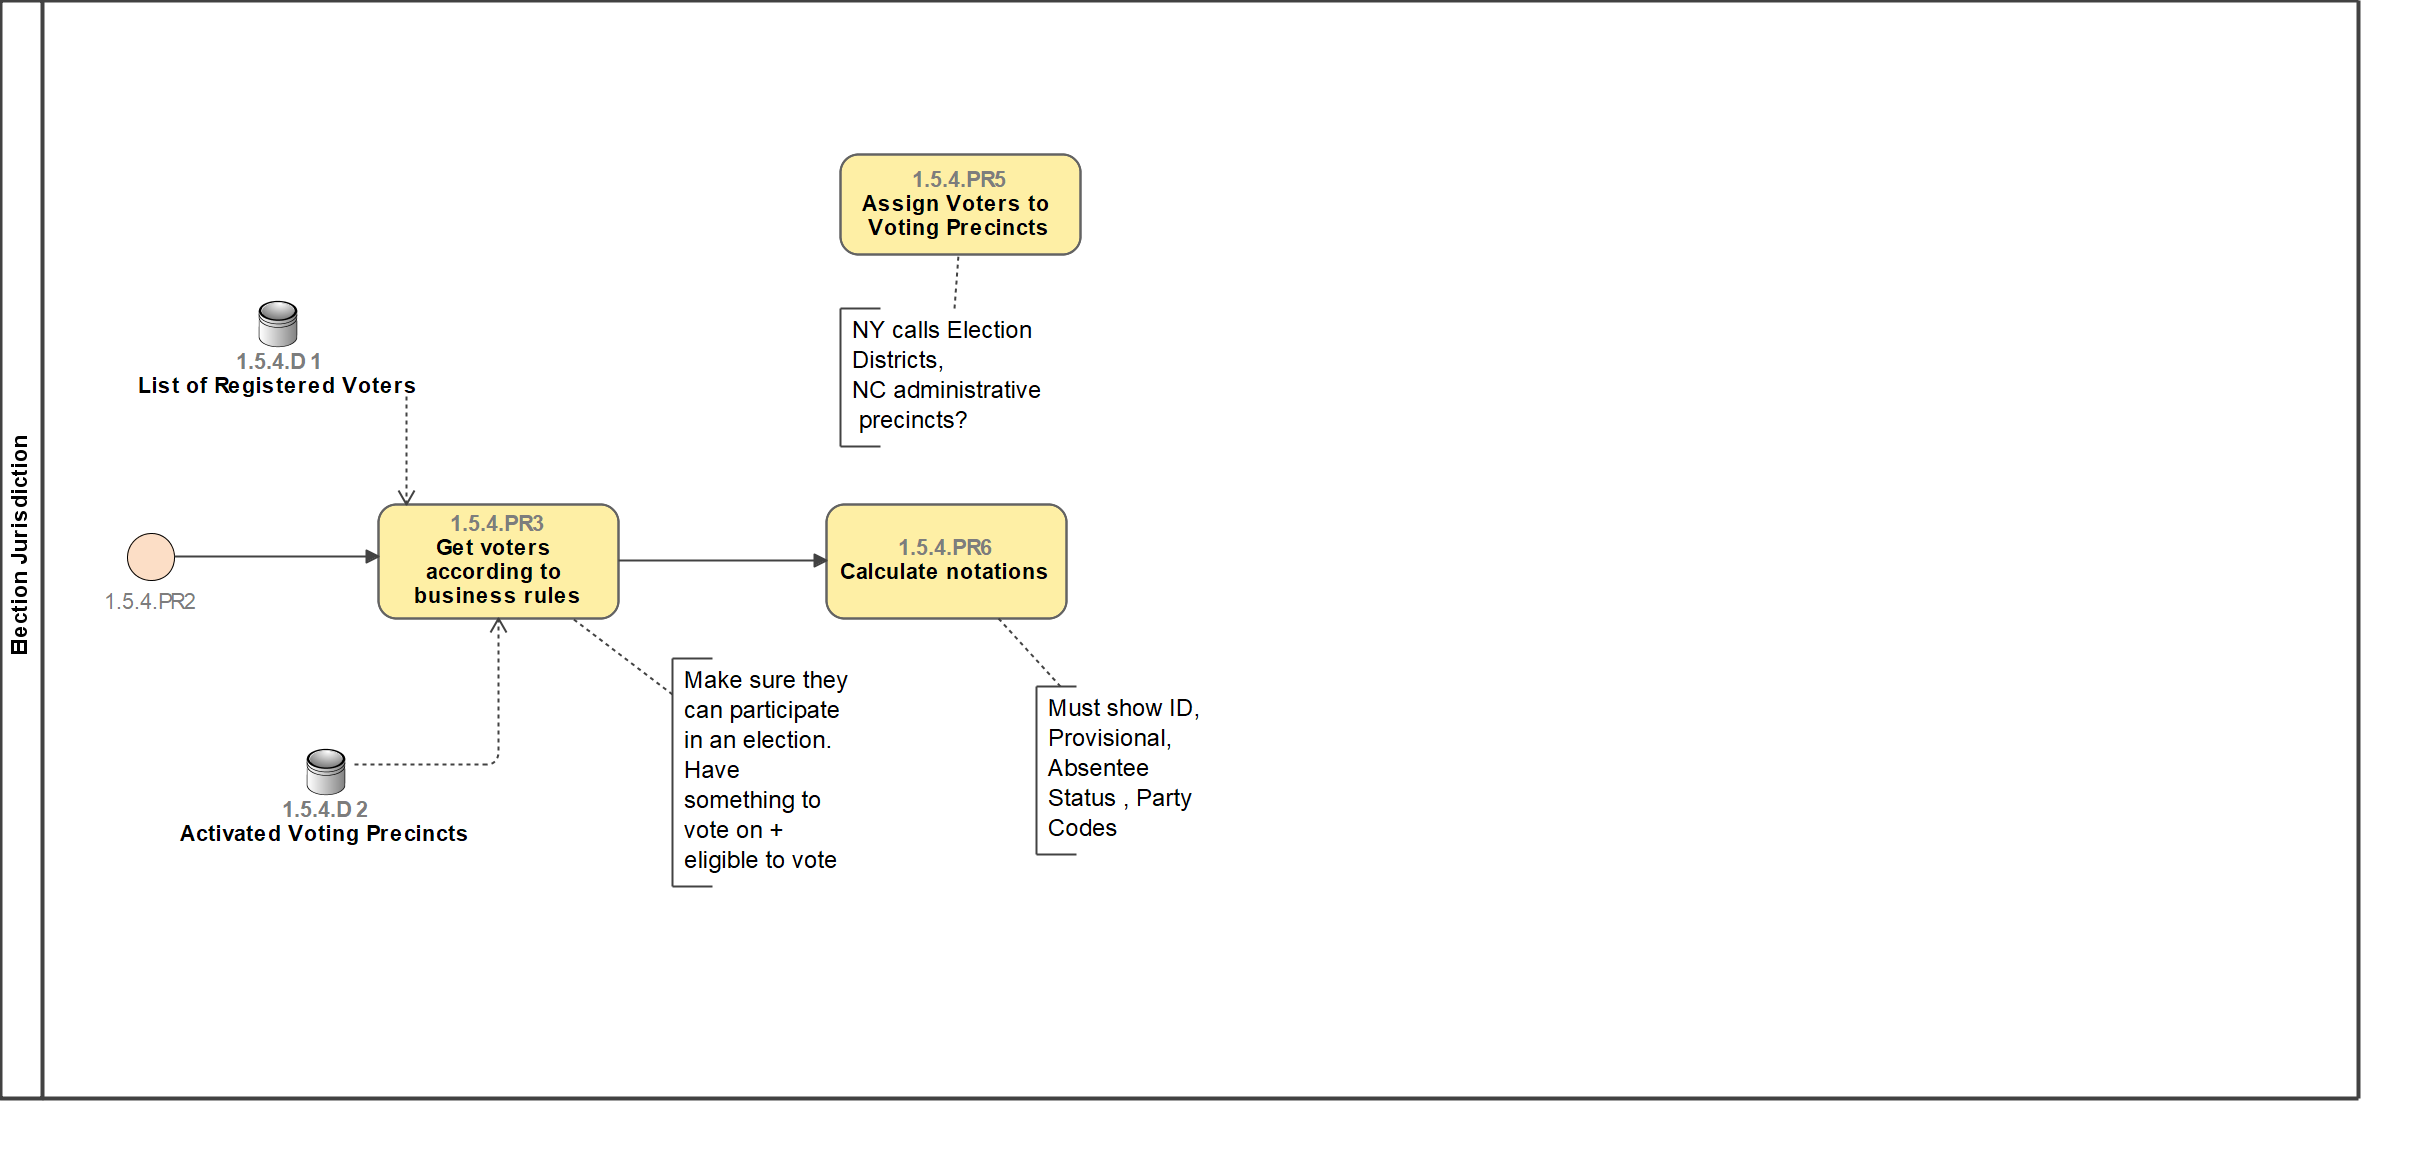 Election Jurisdiction
1.5.4.PR5
Assign Voters to
Voting Precincts
NY calls Election
Districts,
NC administrative
precincts?
1.5.4.D1
List of Registered Voters
1.5.4.PR2
1.5.4.PR3
Get voters
according to
business rules
1.5.4.PR6
Calculate notations
Make sure they
can participate
in an election.
Have
something to
vote on +
eligible to vote
Must show ID,
Provisional,
Absentee
Status , Party
Codes
1.5.4.D2
Activated Voting Precincts